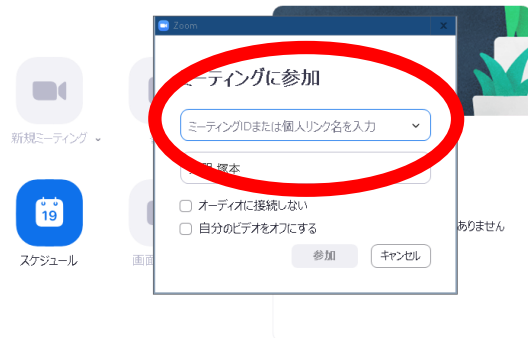 Zoom
ミーティングに参加
新規ミーティング
ミーティングIDまたは個人リンク名を入力
塚本
オーディオに接続しない
自分のビデオをオフにする
ありません
19
スケジュール
画面
参加
キャンセル